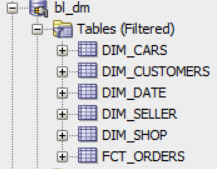 bl_dm
Tables (Filtered)
DIM_CARS
DIM_CUSTOMERS
DIM_DATE
DIM_SELLER
DIM_SHOP
FCT_ORDERS